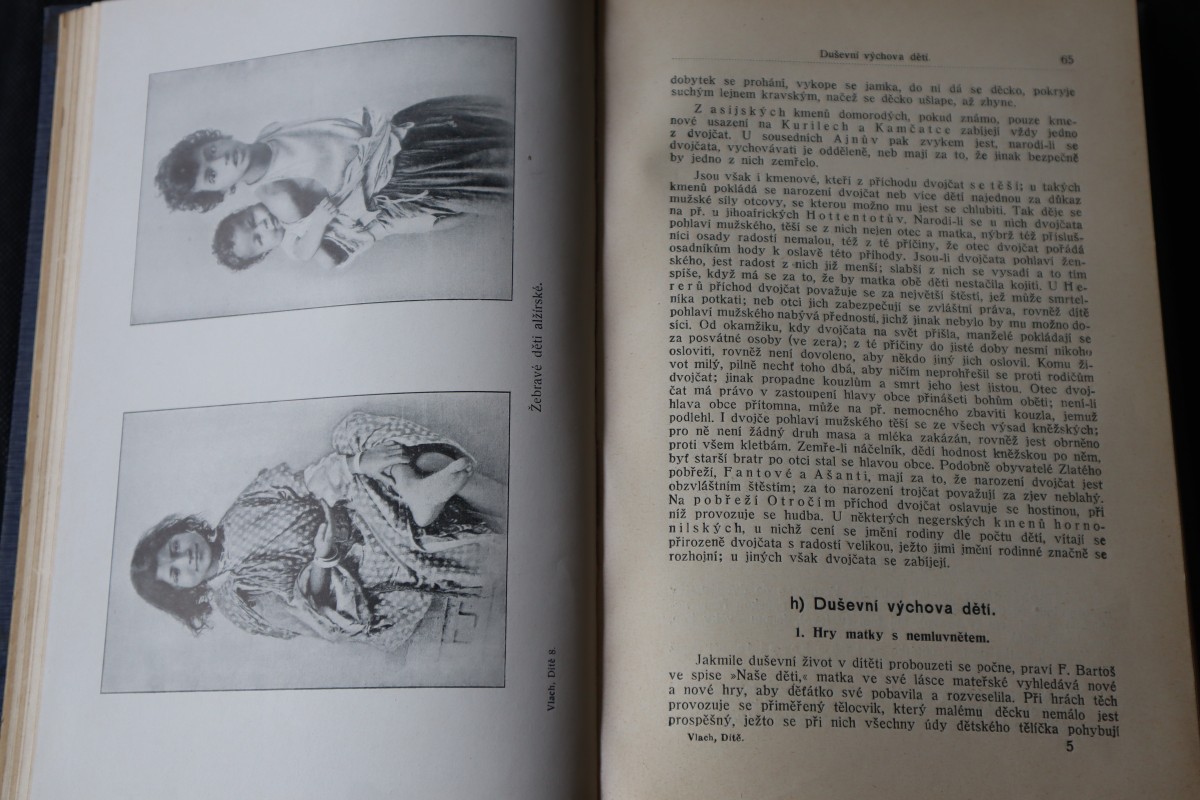 Žebravé děti alžírské.
Vlach, Dítě 8.
Duševní výchova dětí.
65
dobytek se prohání, vykope se jamka, do ní dá se děcko, pokryje
suchým lejnem kravským, načež se děcko ušlape, až zhyne.
Z asijských kmenů domorodých, pokud známo, pouze kme-
nové usazení na Kurilech a Kamčatce zabíjejí vždy jedno
z dvojčat. U sousedních Ajnův pak zvykem jest, narodí-li se
dvojčata, vychovávati je odděleně, neb mají za to, že jinak bezpečně
by jedno z nich zemřelo.
Jsou však i kmenové, kteří z příchodu dvojčat se těší; u takých
kmenů pokládá se narození dvojčat neb více dětí najednou za důkaz
mužské síly otcovy, se kterou možno mu jest se chlubiti. Tak děje se
na př. u jihoafrických Hottentotův. Narodí-li se u nich dvojčata
pohlaví mužského, těší se z nich nejen otec a matka, nýbrž též přísluš-
níci osady radostí nemalou, též z té příčiny, že otec dvojčat pořádá
osadníkům hody k oslavě této příhody. Jsou-li dvojčata pohlaví žen-
ského, jest radost z nich již menší; slabší z nich se vysadí a to tím
spíše, když má se za to, že by matka obě děti nestačila kojiti. U He-
rerů příchod dvojčat považuje se za největší štěstí, jež může smrtel-
níka potkati; neb otci jich zabezpečují se zvláštní práva, rovněž dítě
pohlaví mužského nabývá předností, jichž jinak nebylo by mu možno do-
síci. Od okamžiku, kdy dvojčata na svět přišla, manželé pokládají se
za posvátné osoby (ve zera); z té příčiny do jisté doby nesmí nikoho
osloviti, rovněž není dovoleno, aby někdo jiný jich oslovil. Komu ži-
vot milý, pilně nechť toho dbá, aby ničím neprohřešil se proti rodičům
dvojčat; jinak propadne kouzlům a smrt jeho jest jistou. Otec dvoj-
čat má právo v zastoupení hlavy obce přinášeti bohům oběti; není-li
hlava obce přítomna, může na př. nemocného zbaviti kouzla, jemuž
podlehl. I dvojče pohlaví mužského těší se ze všech výsad kněžských;
pro ně není žádný druh masa a mléka zakázán, rovněž jest obrněno
proti všem kletbám. Zemře-li náčelník, dědí hodnost kněžskou po něm,
byť starší bratr po otci stal se hlavou obce. Podobně obyvatelé Zlatého
pobřeží, Fantové a Ašanti, mají za to, že narození dvojčat jest
obzvláštním štěstím; za to narození trojčat považují za zjev neblahý.
Na pobřeží Otročím příchod dvojčat oslavuje se hostinou, při
níž provozuje se hudba. U některých negerských kmenů horno-
nilských, u nichž cení se jmění rodiny dle počtu dětí, vítají se
přirozeně dvojčata s radostí velikou, ježto jimi jmění rodinné značně se
rozhojní; u jiných však dvojčata se zabíjejí.
h) Duševní výchova dětí.
1. Hry matky s nemluvnětem.
Jakmile duševní život v dítěti probouzeti se počne, praví F. Bartoš
ve spise »Naše děti,« matka ve své lásce mateřské vyhledává nové
a nové hry, aby děťátko své pobavila a rozveselila. Při hrách těch
provozuje se přiměřený tělocvik, který malému děcku nemálo jest
prospěšný, ježto se při nich všechny údy dětského tělíčka pohybují
Vlach, Dítě.
5